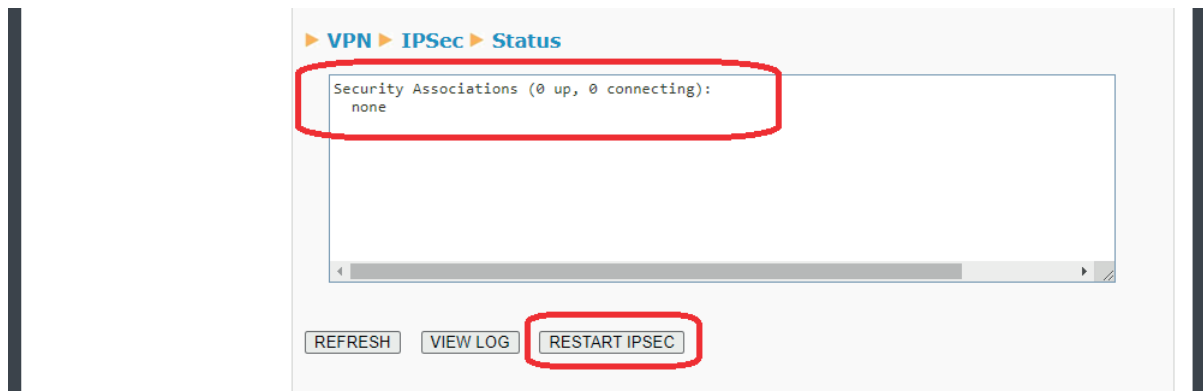 VPN IPSec Status
Security Associations (0 up, 0 connecting):
none
REFRESH VIEW LOG RESTART IPSEC